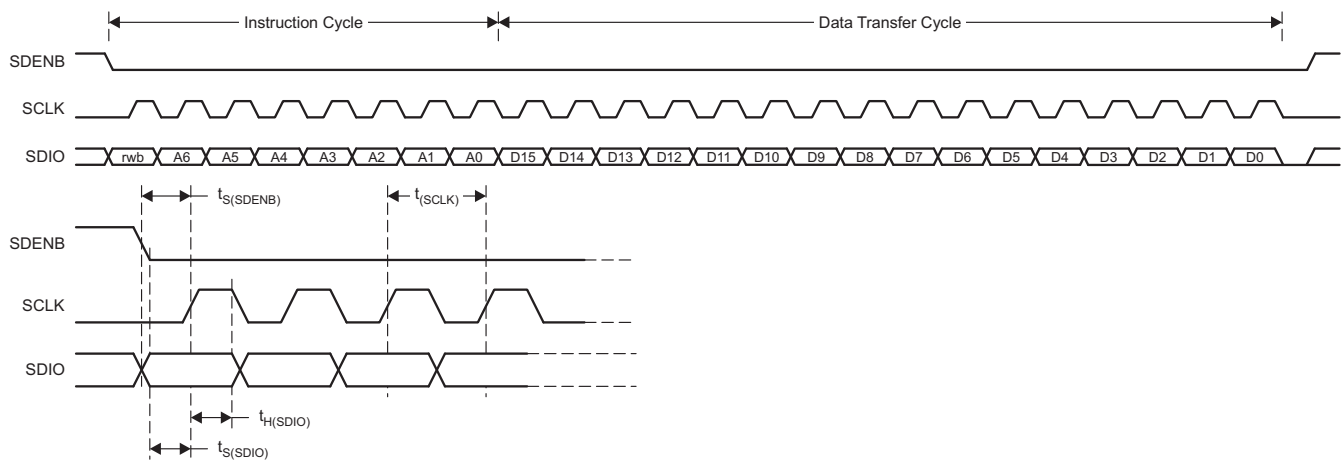 Instruction Cycle Data Transfer Cycle
SDENB
SCLK
SDIO rwb A6 A5 A4 A3 A2 A1 A0 D15 D14 D13 D12 D11 D10 D9 D8 D7 D6 D5 D4 D3 D2 D1 D0
tS(SDENB) t(SCLK)
SDENB
SCLK
SDIO
tH(SDIO)
tS(SDIO)